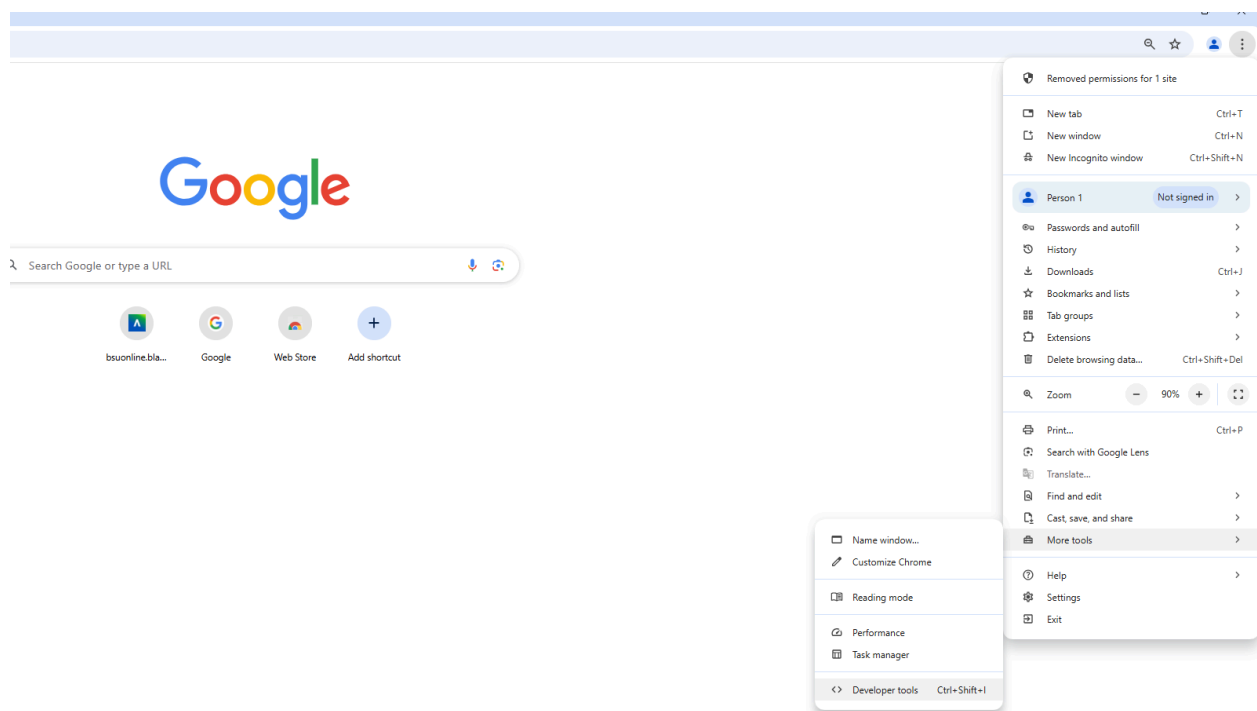 Removed permissions for 1 site
New tab Ctrl+T
New window Ctrl+N
New Incognito window Ctrl+Shift+N
Google
Person 1 Not signed in
Passwords and autofill
History
Search Google or type a URL
Downloads Ctrl+J
Bookmarks and lists
Tab groups
Extensions
bsuonline.bla...
Google
Web Store
Add shortcut
Delete browsing data... Ctrl+Shift+Del
Zoom - 90% +
Print... Ctrl+P
Search with Google Lens
Translate...
Find and edit
Cast, save, and share
More tools
Name window...
Customize Chrome
Reading mode
Performance
Task manager
Developer tools Ctrl+Shift+I
Help
Settings
Exit